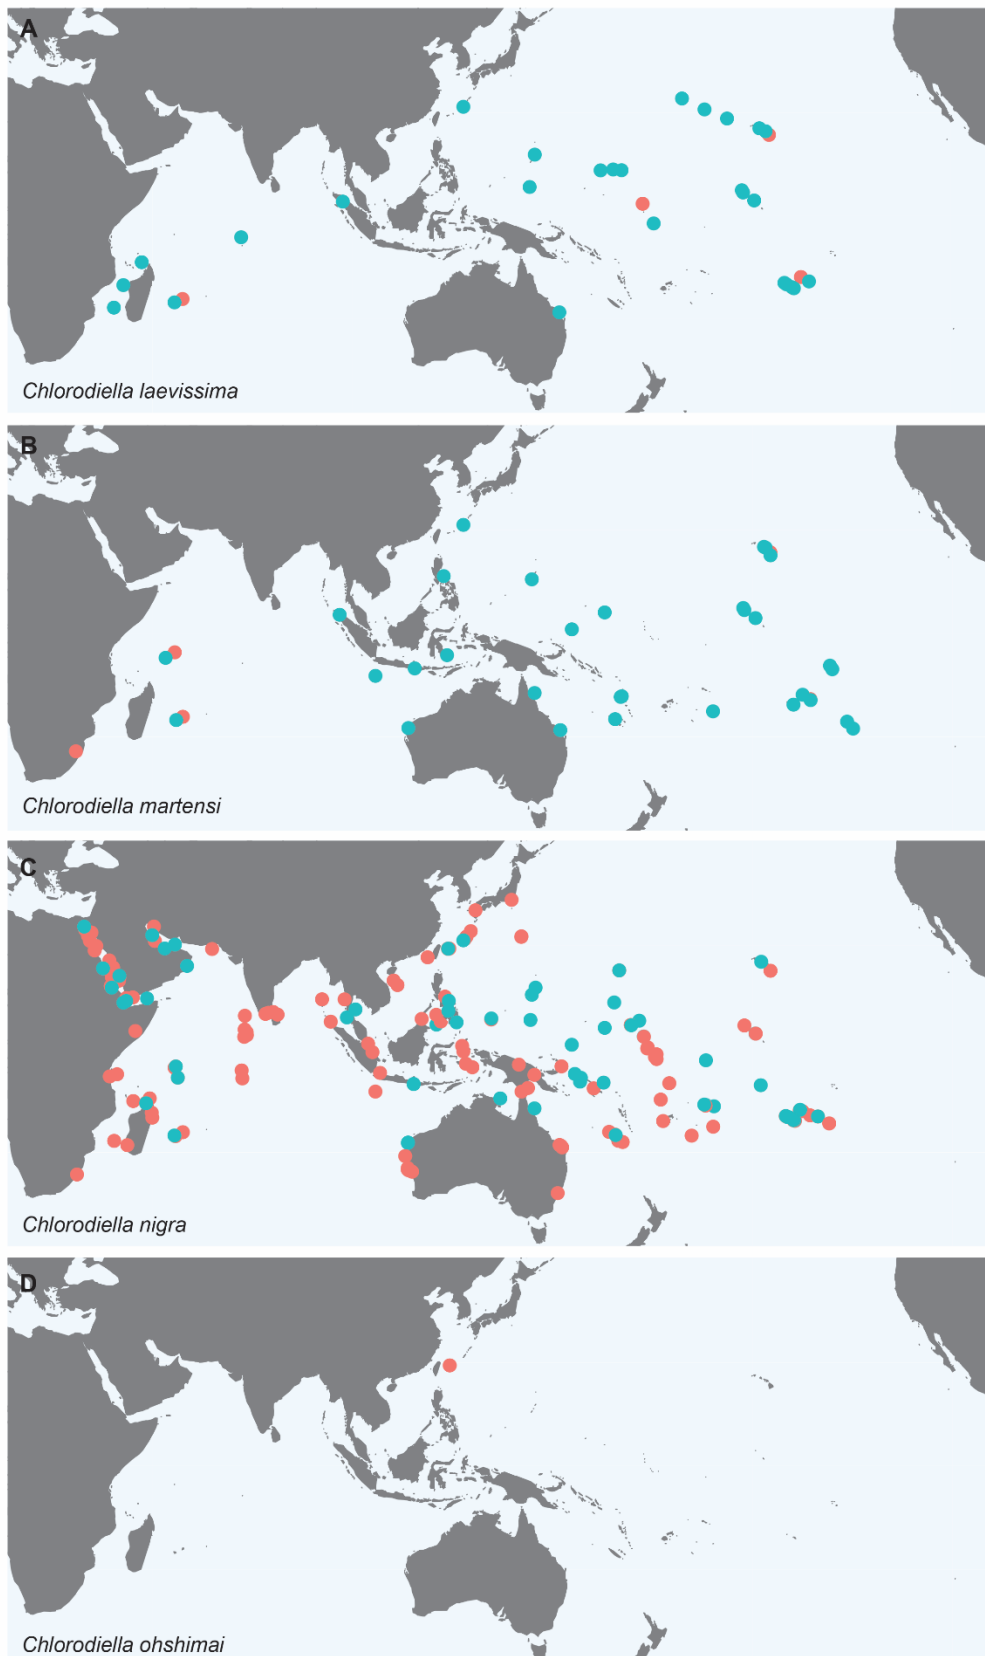 A
Chlorodiella laevissima
B
Chlorodiella martensi
C
Chlorodiella nigra
D
Chlorodiella ohshimai